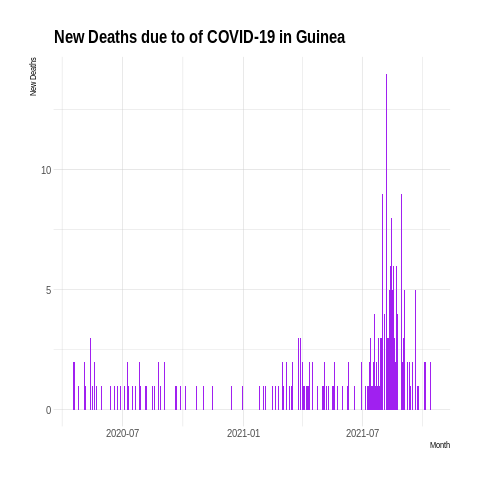 New Deaths due to of COVID-19 in Guinea
New Deaths
10
5
0
2020-07
2021-01
2021-07
Month